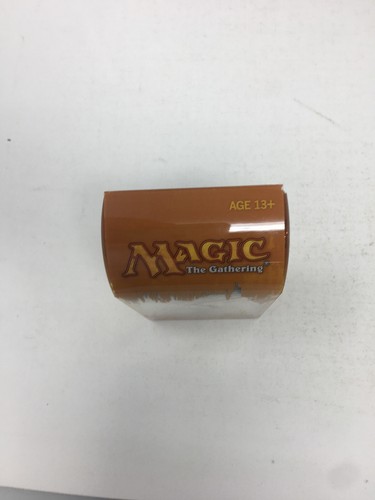 AGE 13+
MAGIC
The Gathering